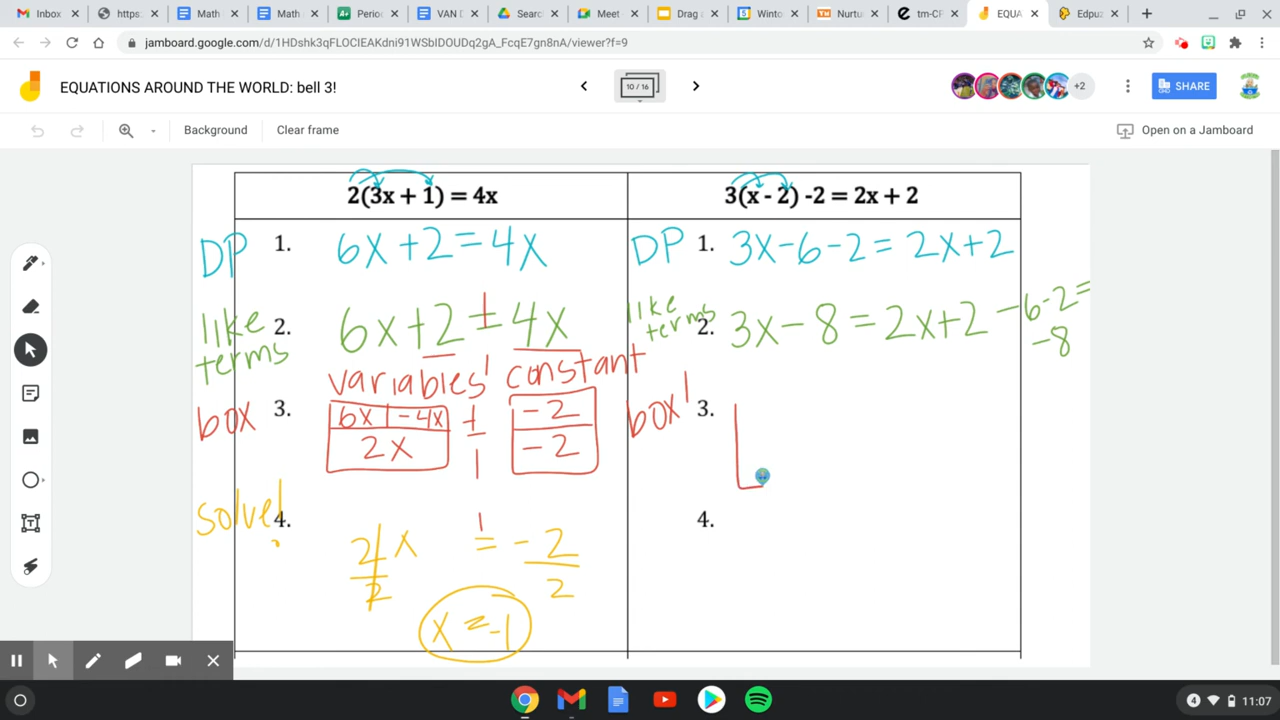 Inbox
https:
Math
Math
Perio
VAN D
Searc
Meet
Drag a
Winte
Nurtu
tm-CF
EQUA
Edpuz
jamboard.google.com/d/1HDshk3qFLOCIEAKdni91WSbIDOUDq2gA_FcqE7gn8nA/viewer?f=9
EQUATIONS AROUND THE WORLD: bell 3!
10 / 16
+2
SHARE
Background
Clear frame
Open on a Jamboard
2(3x + 1) = 4x
3(x - 2) -2 = 2x + 2
DP 1. 6x+2=4x
DP 1. 3x-6-2=2x+2
like terms 2. 6x+2=4x
like terms 2. 3x-8=2x+2 -6-2=
-8
variables constant
box 3. 6x -4x = -2
2x -2
box 3.
solve! 4. 2x = -2
2 2
x=-1
4.
4
11:07